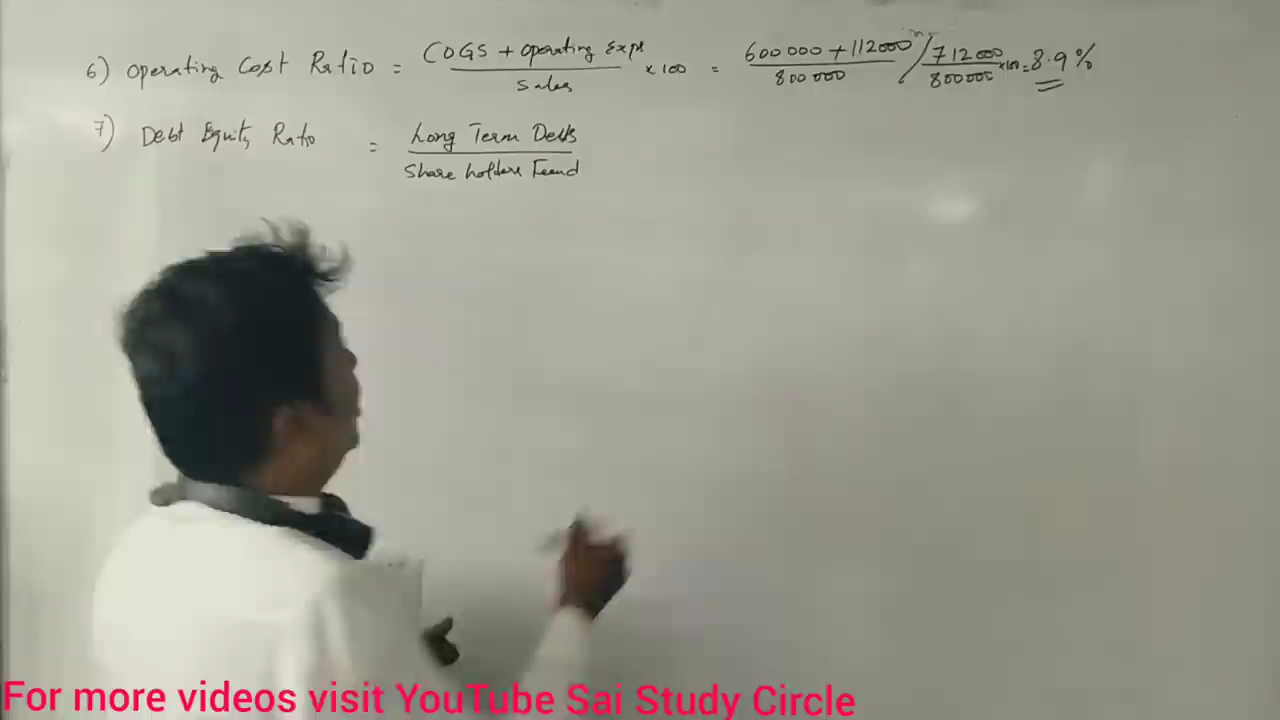 6) Operating Cost Ratio = COGS + Operating Exps / Sales × 100 = 600000 + 112000 / 800000 / 712000 / 800000 ×100 = 8.9%
7) Debt Equity Ratio = Long Term Debts / Share holders Fund
For more videos visit YouTube Sai Study Circle